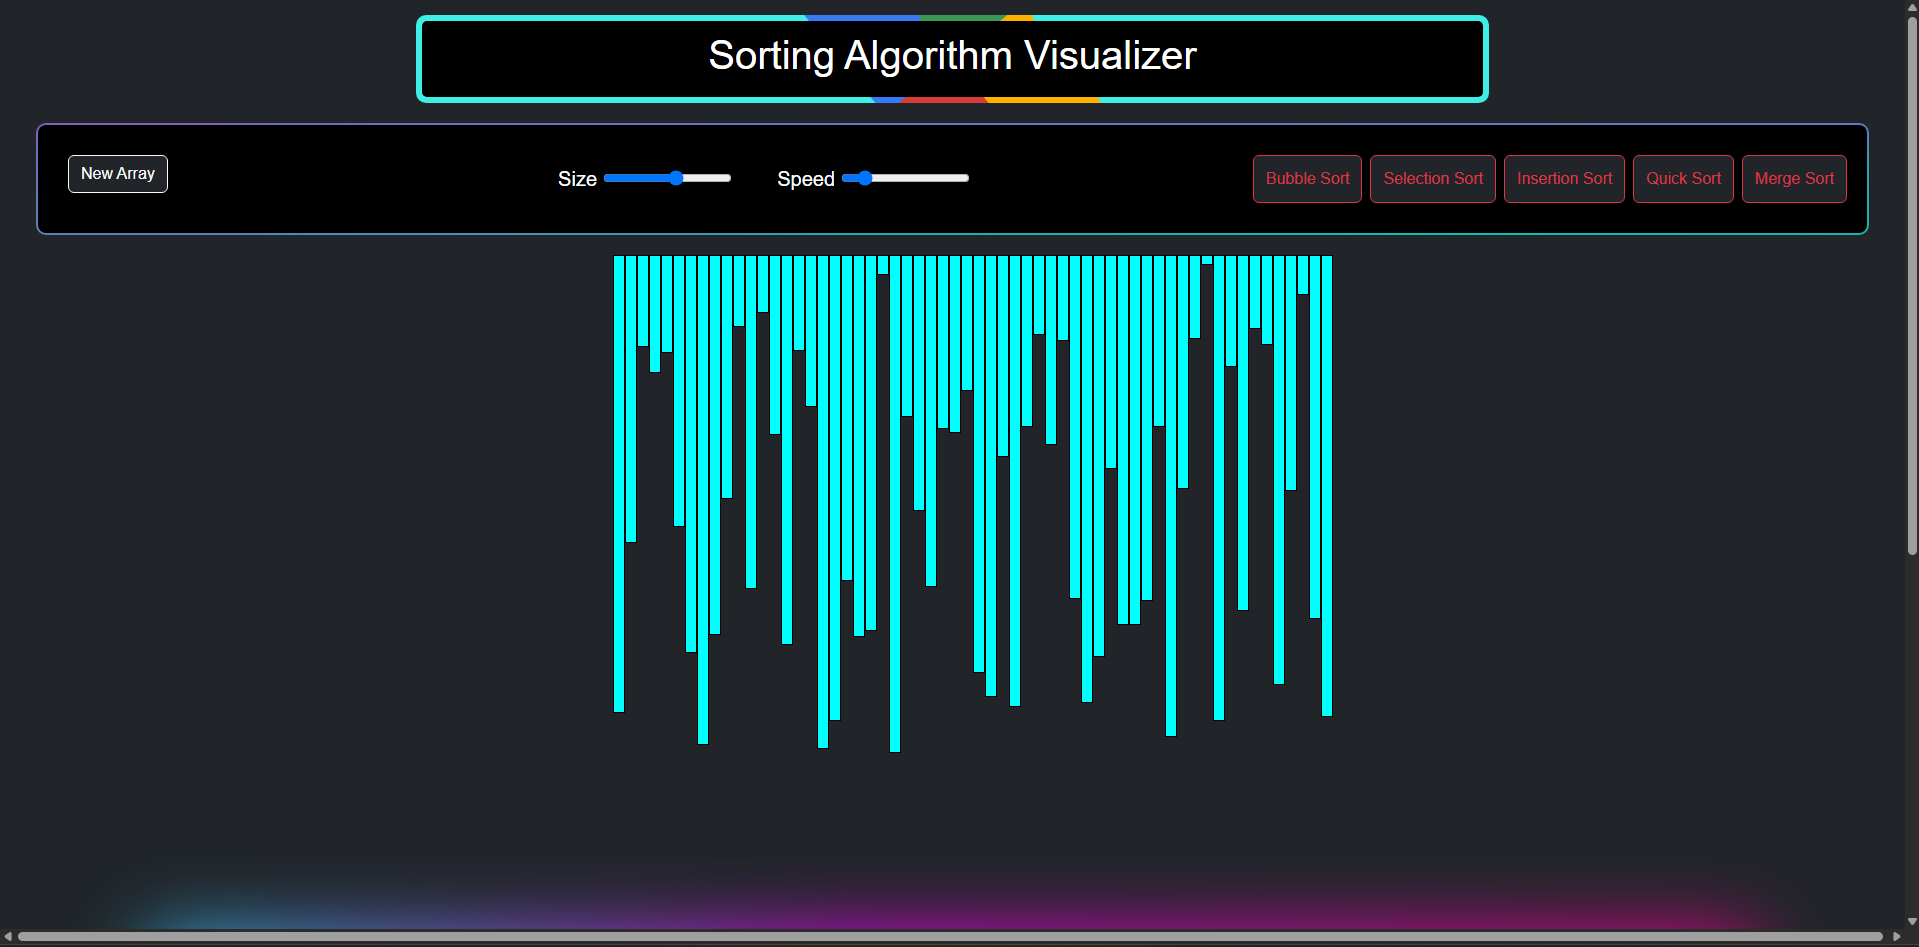 Sorting Algorithm Visualizer
New Array
Size
Speed
Bubble Sort
Selection Sort
Insertion Sort
Quick Sort
Merge Sort